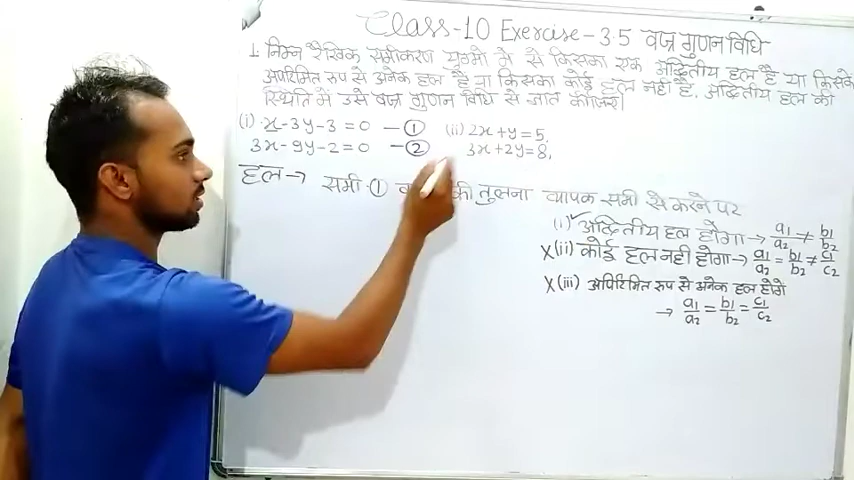 Class-10 Exercise-3.5 वज्र गुणन विधि
1. निम्न रैखिक समीकरण युग्मो मे से किसका एक अद्वितीय हल है या किसके
अपरिमित रुप से अनेक हल है या किसका कोई हल नही है. अद्वितीय हल की
स्थिति में उसे वज्र गुणन विधि से ज्ञात कीजिए।
(i) x-3y-3=0 —① (ii) 2x+y=5,
3x-9y-2=0 —② 3x+2y=8,
हल→ समी ① की तुलना व्यापक समी से करने पर
(i) अद्वितीय हल होगा→ a₁/a₂ ≠ b₁/b₂
X(ii) कोई हल नही होगा→ a₁/a₂ = b₁/b₂ ≠ c₁/c₂
X(iii) अपरिमित रुप से अनेक हल होंगे
→ a₁/a₂ = b₁/b₂ = c₁/c₂